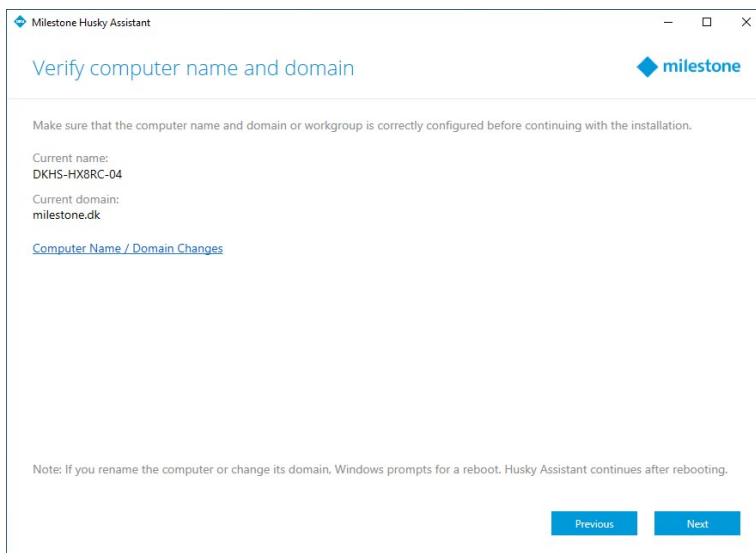 Milestone Husky Assistant
Verify computer name and domain
milestone
Make sure that the computer name and domain or workgroup is correctly configured before continuing with the installation.
Current name:
DKHS-HX8RC-04
Current domain:
milestone.dk
Computer Name / Domain Changes
Note: If you rename the computer or change its domain, Windows prompts for a reboot. Husky Assistant continues after rebooting.
Previous
Next